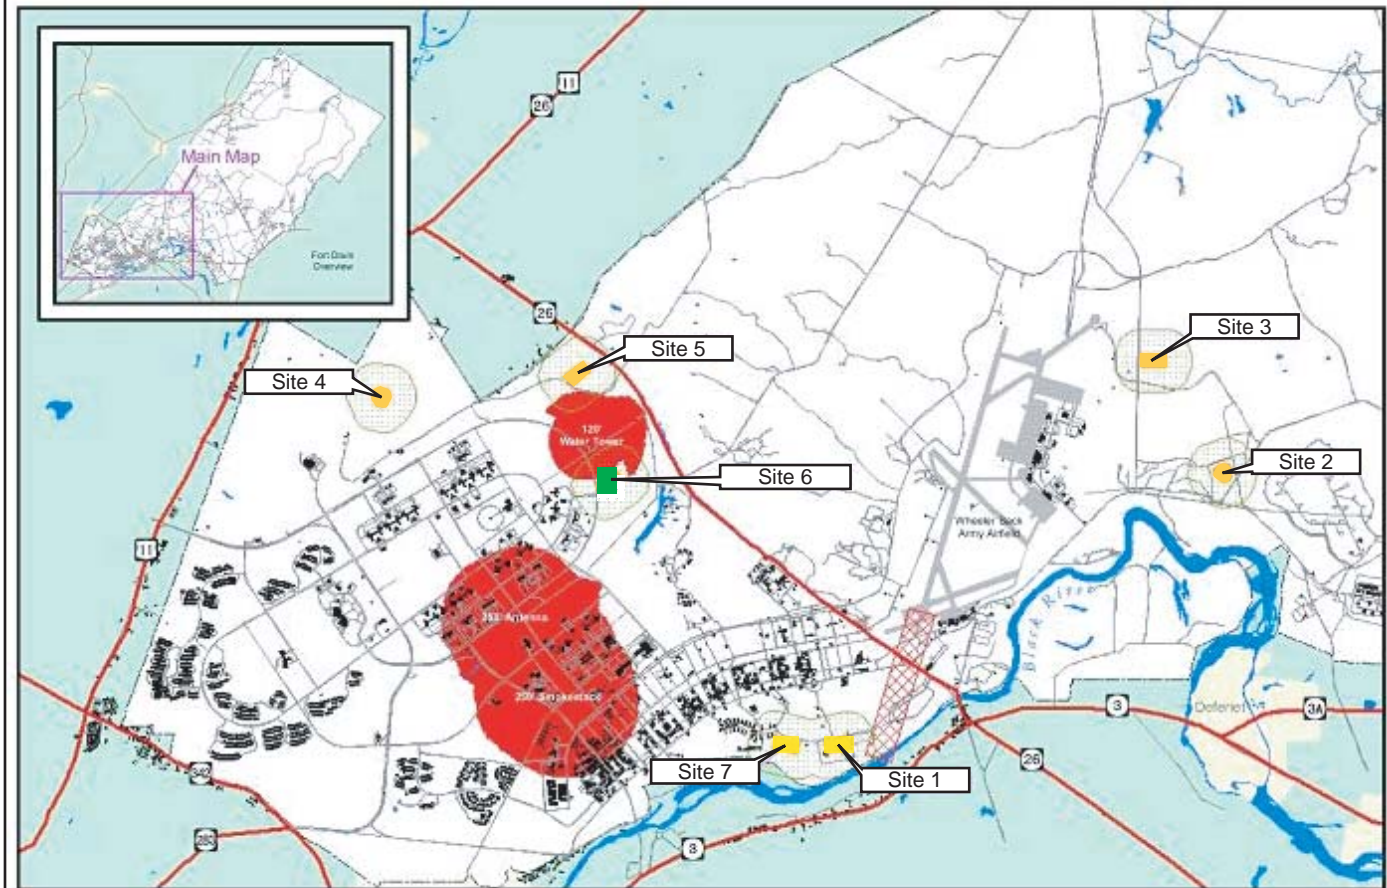 Main Map
Fort Drum
Overview
11
26
26
Site 5
Site 3
Site 4
120'
Water Tower
Site 6
Site 2
Wheeler Sack
Army Airfield
11
Antenna
Black River
250' Smokestack
3
Deferiet
3A
Site 7
Site 1
26
342
283
3